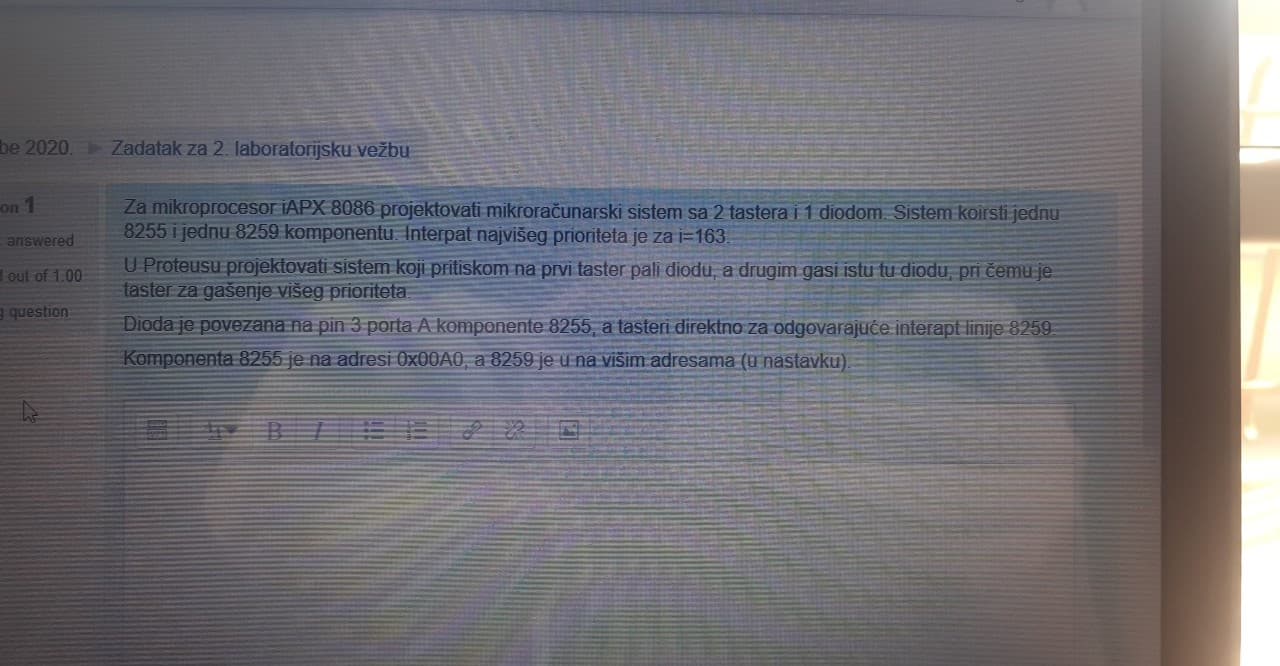 be 2020. ► Zadatak za 2. laboratorijsku vežbu
on 1
answered
out of 1.00
question
Za mikroprocesor iAPX 8086 projektovati mikroračunarski sistem sa 2 tastera i 1 diodom. Sistem koirsti jednu
8255 i jednu 8259 komponentu. Interpat najvišeg prioriteta je za i=163.
U Proteusu projektovati sistem koji pritiskom na prvi taster pali diodu, a drugim gasi istu tu diodu, pri čemu je
taster za gašenje višeg prioriteta.
Dioda je povezana na pin 3 porta A komponente 8255, a tasteri direktno za odgovarajuće interapt linije 8259.
Komponenta 8255 je na adresi 0x00A0, a 8259 je u na višim adresama (u nastavku).
B I